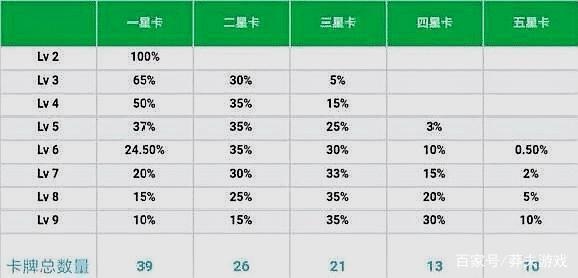 一星卡 二星卡 三星卡 四星卡 五星卡
Lv 2 100%
Lv 3 65% 30% 5%
Lv 4 50% 35% 15%
Lv 5 37% 35% 25% 3%
Lv 6 24.50% 35% 30% 10% 0.50%
Lv 7 20% 30% 33% 15% 2%
Lv 8 15% 25% 35% 20% 5%
Lv 9 10% 15% 35% 30% 10%
卡牌总数量 39 26 21 13 10
百家号/莽夫游戏